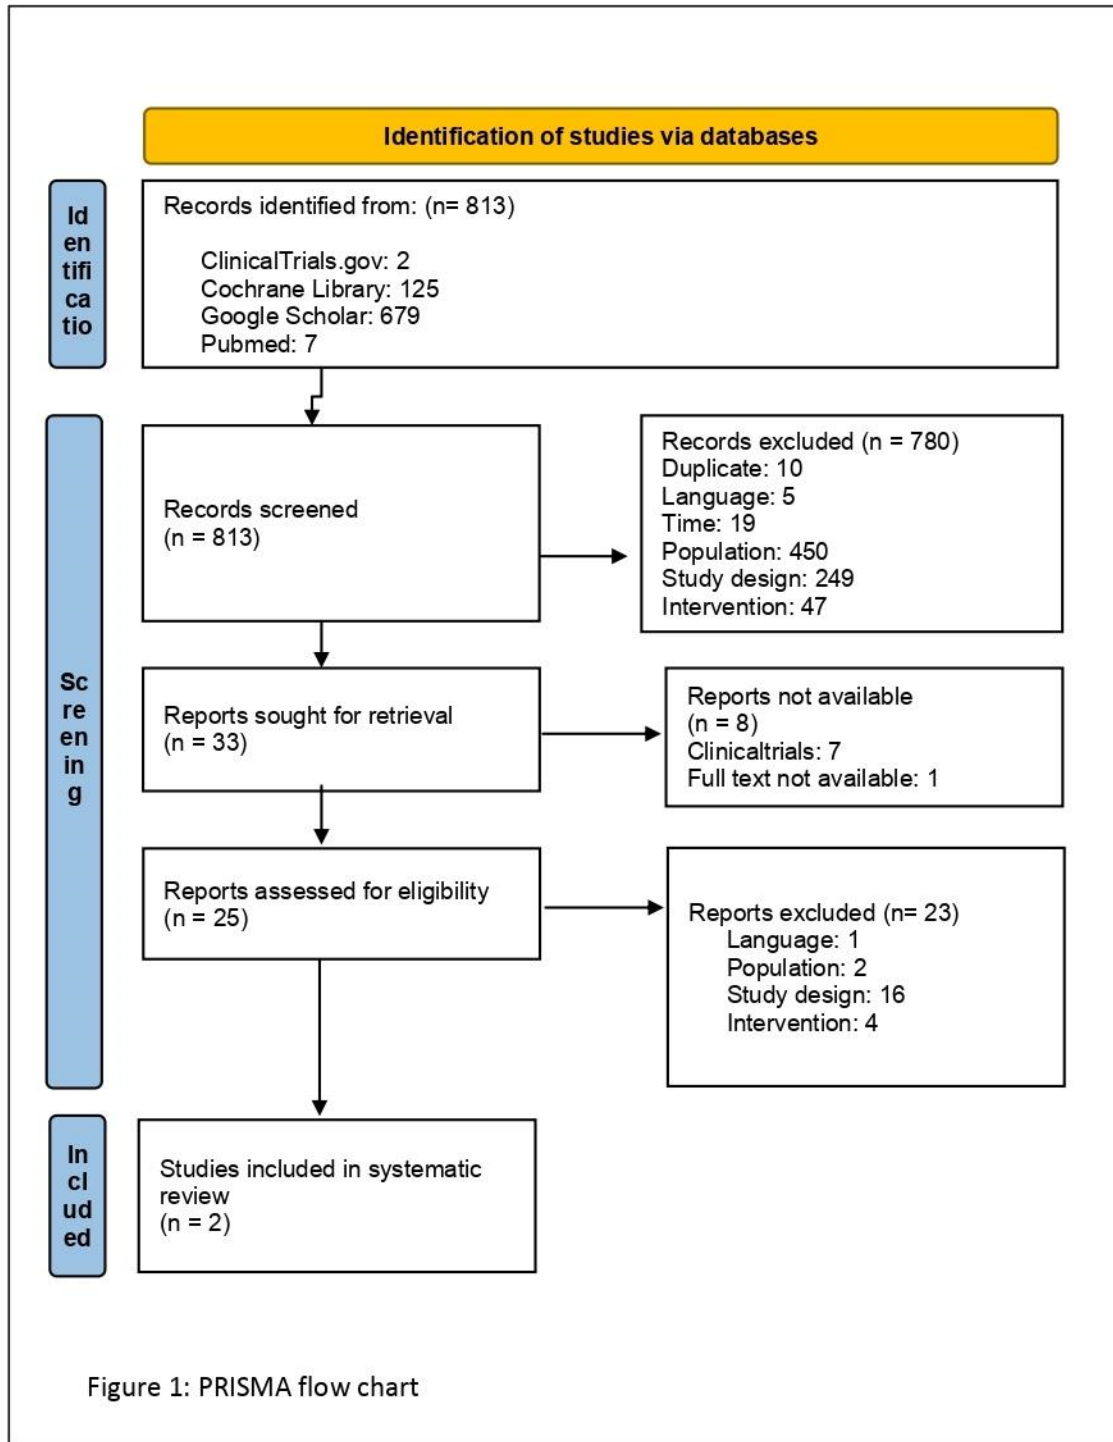 Identification of studies via databases
Id
en
tifi
ca
tio
Records identified from: (n= 813)
ClinicalTrials.gov: 2
Cochrane Library: 125
Google Scholar: 679
Pubmed: 7
Sc
re
en
in
g
Records screened
(n = 813)
Records excluded (n = 780)
Duplicate: 10
Language: 5
Time: 19
Population: 450
Study design: 249
Intervention: 47
Reports sought for retrieval
(n = 33)
Reports not available
(n = 8)
Clinicaltrials: 7
Full text not available: 1
Reports assessed for eligibility
(n = 25)
Reports excluded (n= 23)
Language: 1
Population: 2
Study design: 16
Intervention: 4
In
cl
ud
ed
Studies included in systematic
review
(n = 2)
Figure 1: PRISMA flow chart